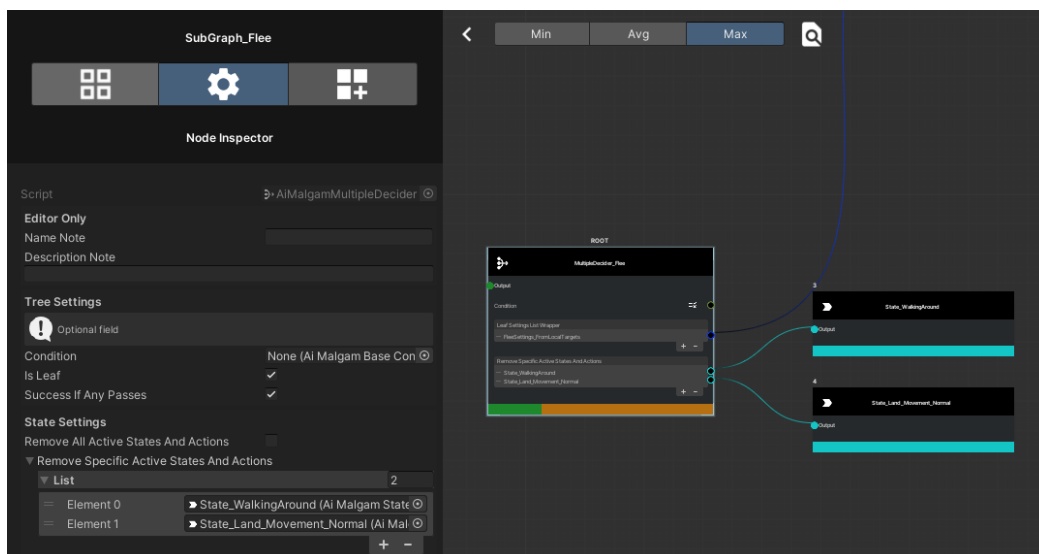 SubGraph_Flee
Node Inspector
Script AiMalgamMultipleDecider
Editor Only
Name Note
Description Note
Tree Settings
Optional field
Condition None (Ai Malgam Base Con
Is Leaf
Success If Any Passes
State Settings
Remove All Active States And Actions
Remove Specific Active States And Actions
List 2
Element 0 State_WalkingAround (Ai Malgam State
Element 1 State_Land_Movement_Normal (Ai Mal
+ -
Min Avg Max
ROOT
MultipleDecider_Flee
Output
Condition
Leaf Settings List Wrapper
FleeSettings_FromLocalTargets
+ -
Remove Specific Active States And Actions
State_WalkingAround
State_Land_Movement_Normal
+ -
3
State_WalkingAround
Output
4
State_Land_Movement_Normal
Output